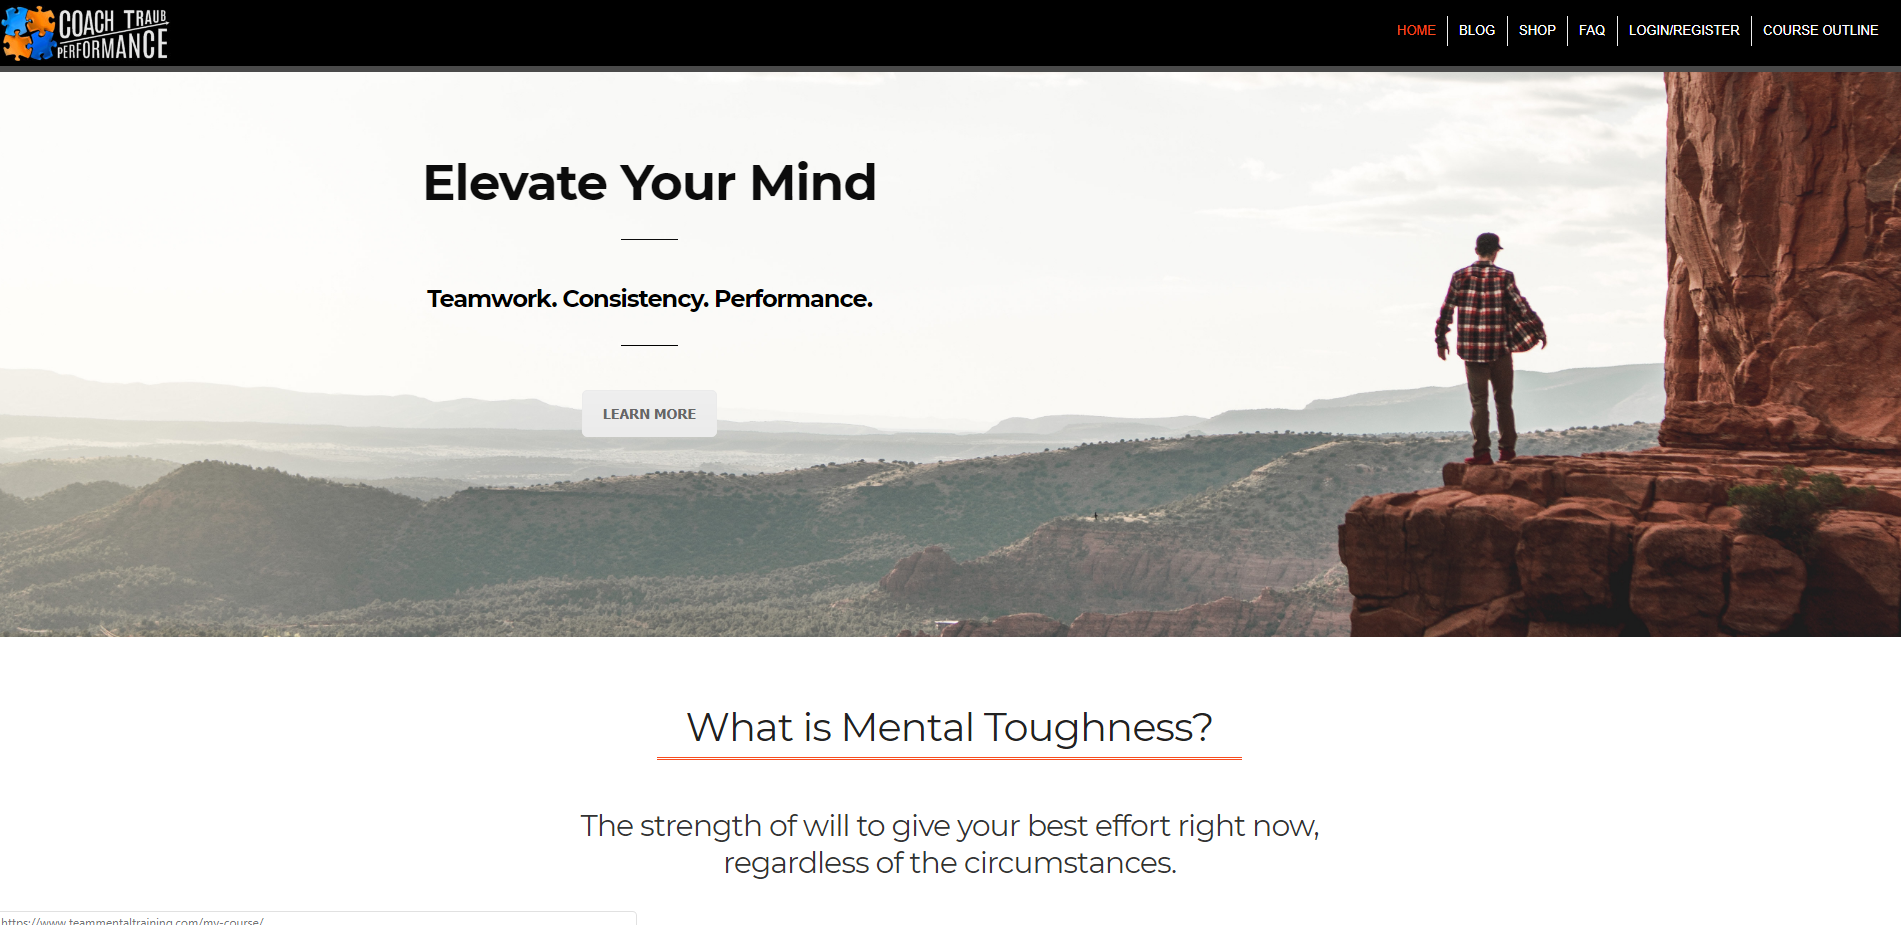 COACH TRAUB
PERFORMANCE
HOME
BLOG
SHOP
FAQ
LOGIN/REGISTER
COURSE OUTLINE
Elevate Your Mind
Teamwork. Consistency. Performance.
LEARN MORE
What is Mental Toughness?
The strength of will to give your best effort right now,
regardless of the circumstances.
https://www.teammentaltraining.com/my-course/